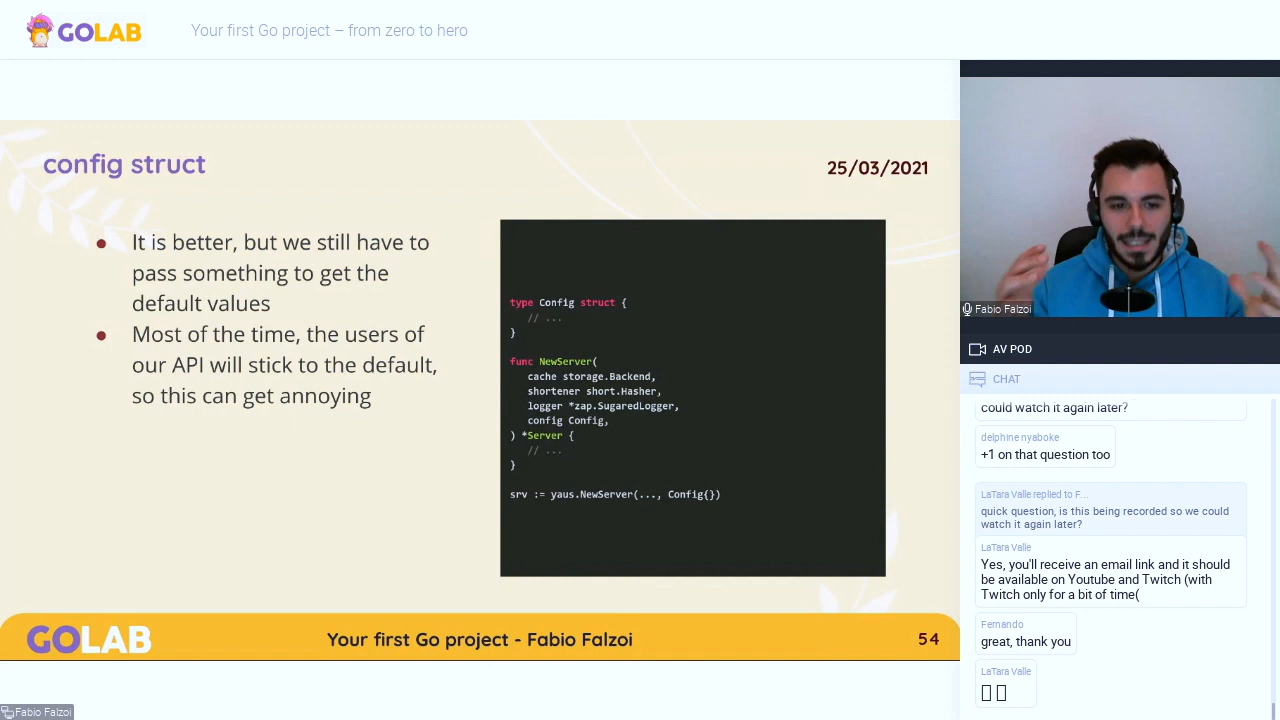 GOLAB
Your first Go project – from zero to hero
config struct
25/03/2021
It is better, but we still have to
pass something to get the
default values
Most of the time, the users of
our API will stick to the default,
so this can get annoying
type Config struct {
// ...
}
func NewServer(
cache storage.Backend,
shortener short.Hasher,
logger *zap.SugaredLogger,
config Config,
) *Server {
// ...
}
srv := yaus.NewServer(..., Config{})
GOLAB
Your first Go project - Fabio Falzoi
54
Fabio Falzoi
Fabio Falzoi
AV POD
CHAT
could watch it again later?
delphine nyaboke
+1 on that question too
LaTara Valle replied to F...
quick question, is this being recorded so we could
watch it again later?
LaTara Valle
Yes, you'll receive an email link and it should
be available on Youtube and Twitch (with
Twitch only for a bit of time(
Fernando
great, thank you
LaTara Valle